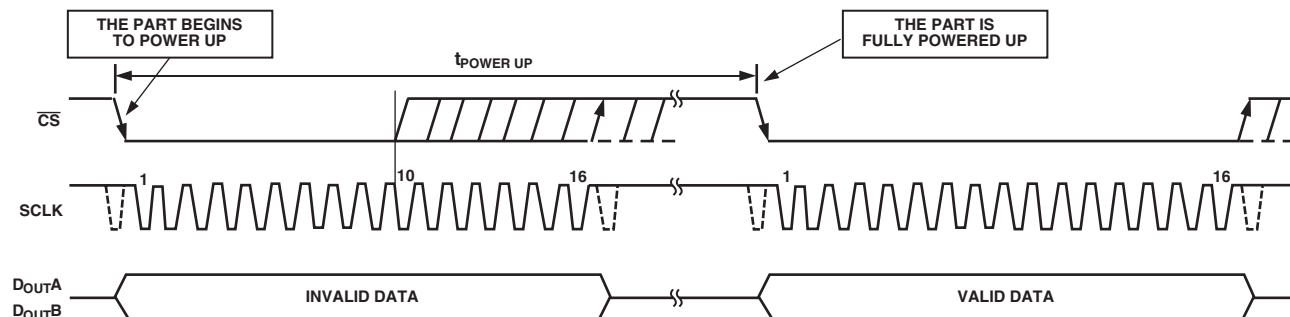 THE PART BEGINS
TO POWER UP
THE PART IS
FULLY POWERED UP
tPOWER UP
CS
SCLK
1
10
16
1
16
DOUTA
DOUTB
INVALID DATA
VALID DATA